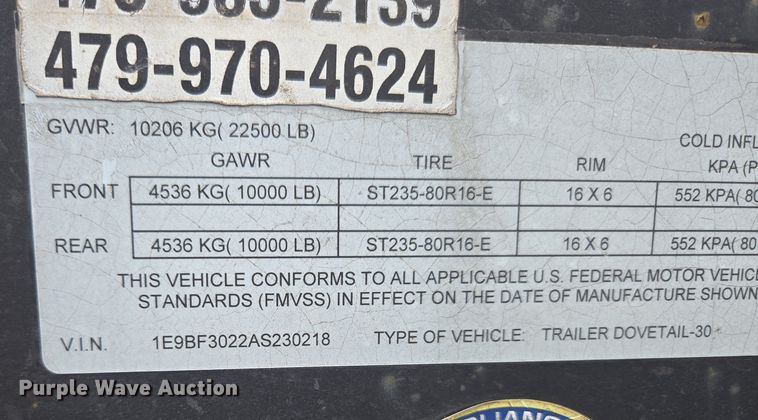 479-970-4624
GVWR: 10206 KG( 22500 LB)
COLD
GAWR TIRE RIM KPA
FRONT 4536 KG( 10000 LB) ST235-80R16-E 16 X 6 552 KPA( 80
REAR 4536 KG( 10000 LB) ST235-80R16-E 16 X 6 552 KPA( 80
THIS VEHICLE CONFORMS TO ALL APPLICABLE U.S. FEDERAL MOTOR
STANDARDS (FMVSS) IN EFFECT ON THE DATE OF MANUFACTURE SHOWN
V.I.N. 1E9BF3022AS230218 TYPE OF VEHICLE: TRAILER DOVETAIL-30
Purple Wave Auction